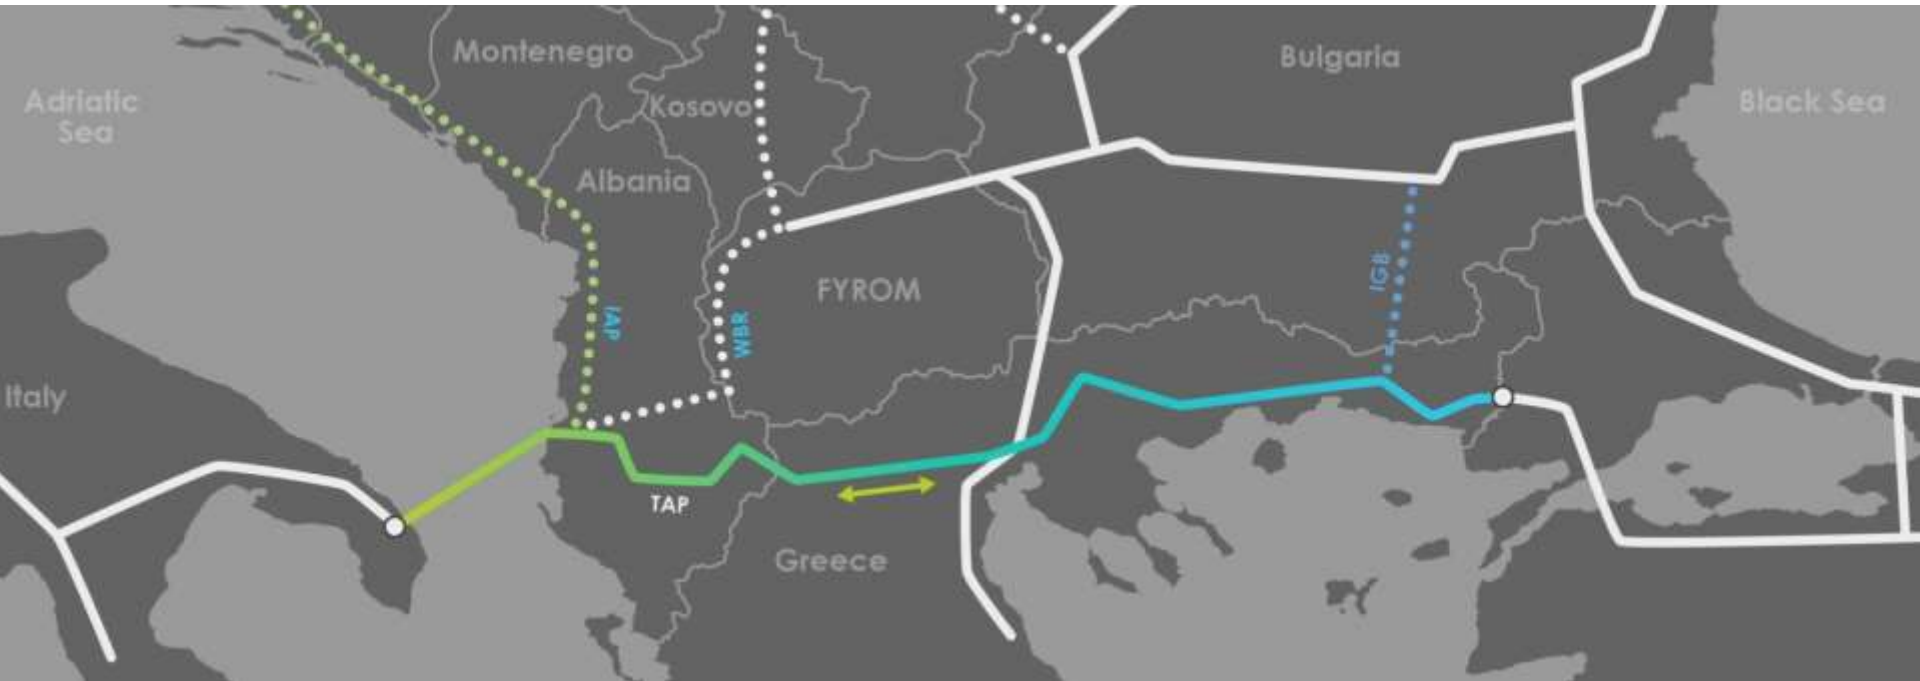 Montenegro
Bulgaria
Adriatic
Sea
Kosovo
Black Sea
Albania
FYROM
IGB
IAP
WBR
Italy
TAP
Greece